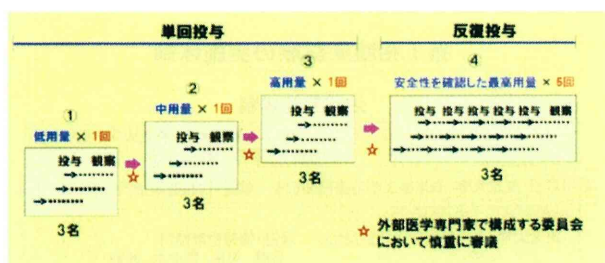 単回投与
反復投与
①
低用量 × 1回
投与 観察
3名
☆
②
中用量 × 1回
投与 観察
3名
☆
③
高用量 × 1回
投与 観察
3名
☆
④
安全性を確認した最高用量 × 5回
投与 投与 投与 投与 投与 観察
3名
☆ 外部医学専門家で構成する委員会
において慎重に審議